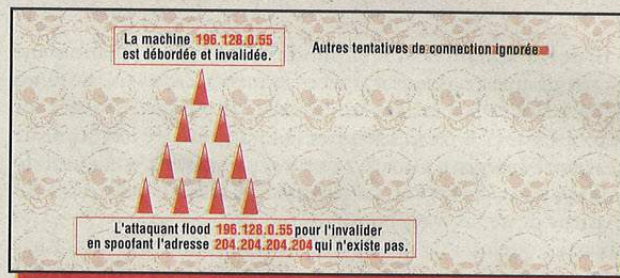 La machine 196.128.0.55
est débordée et invalidée.
Autres tentatives de connection ignorée
L'attaquant flood 196.128.0.55 pour l'invalider
en spoofant l'adresse 204.204.204.204 qui n'existe pas.